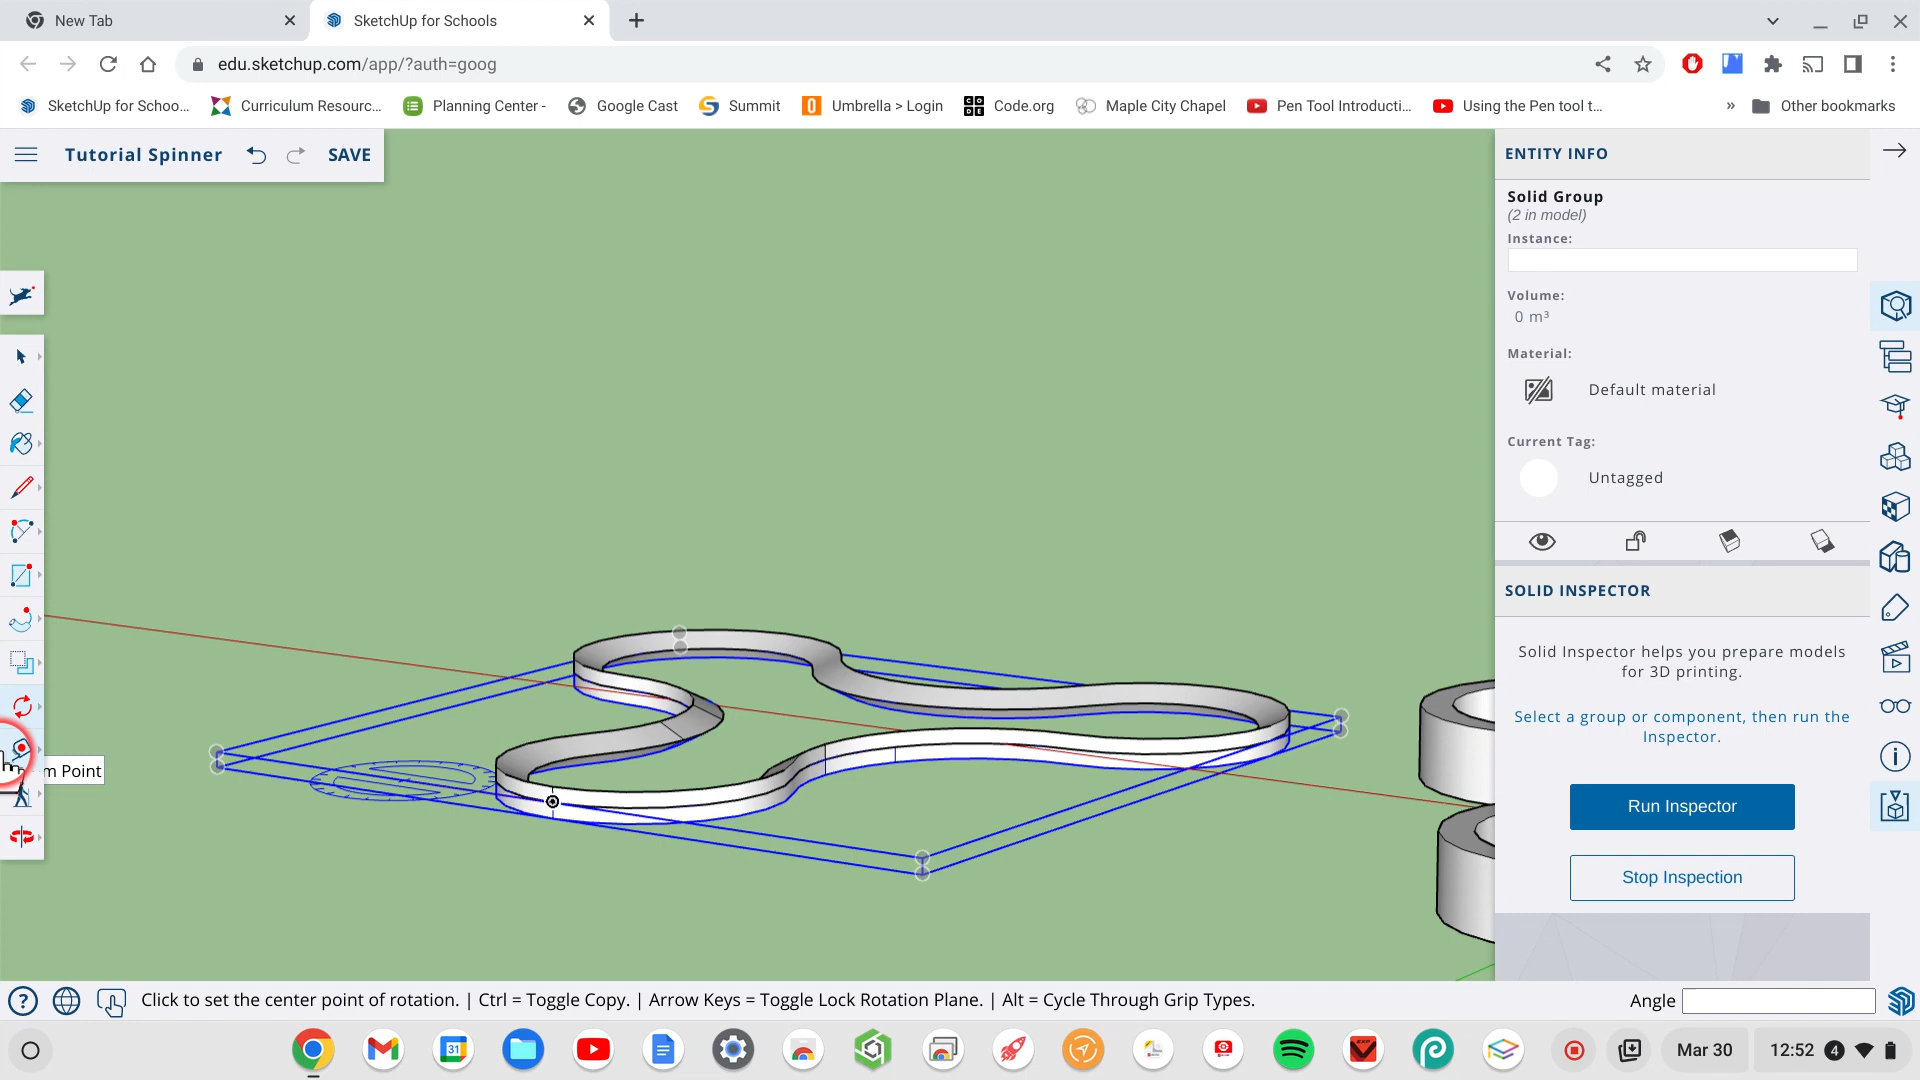 New Tab
SketchUp for Schools
edu.sketchup.com/app/?auth=goog
SketchUp for Schoo...
Curriculum Resourc...
Planning Center -
Google Cast
Summit
Umbrella > Login
Code.org
Maple City Chapel
Pen Tool Introducti...
Using the Pen tool t...
»
Other bookmarks
Tutorial Spinner
SAVE
ENTITY INFO
Solid Group
(2 in model)
Instance:
Volume:
0 m³
Material:
Default material
Current Tag:
Untagged
SOLID INSPECTOR
Solid Inspector helps you prepare models
for 3D printing.
Select a group or component, then run the
Inspector.
Run Inspector
Stop Inspection
m Point
Click to set the center point of rotation. | Ctrl = Toggle Copy. | Arrow Keys = Toggle Lock Rotation Plane. | Alt = Cycle Through Grip Types.
Angle
31
Mar 30
12:52
4